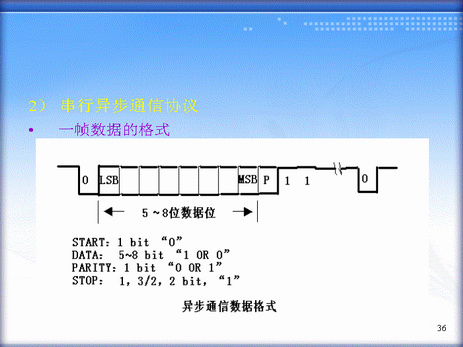 2） 串行异步通信协议
• 一帧数据的格式
0 LSB MSB P 1 1 0
5～8位数据位
START：1 bit “0”
DATA： 5~8 bit “1 OR 0”
PARITY：1 bit “0 OR 1”
STOP： 1，3/2，2 bit，“1”
异步通信数据格式
36